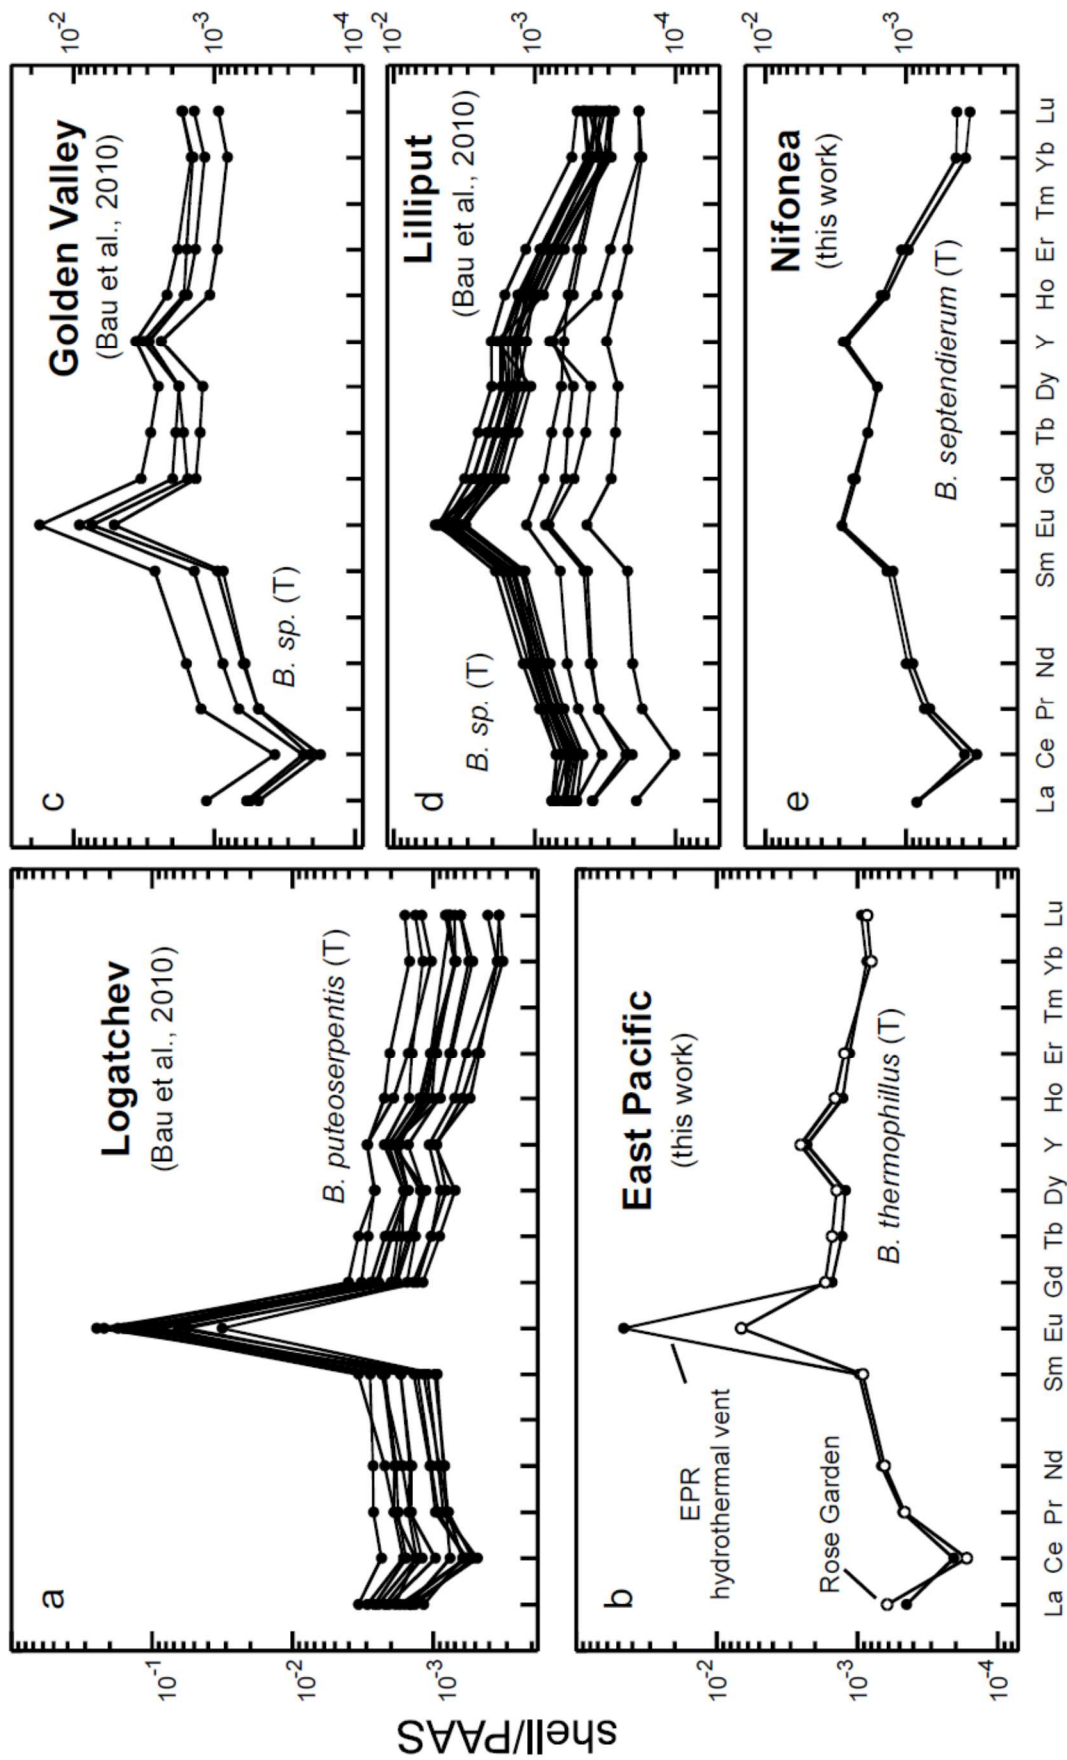 shell/PAAS
a
Logatchev
(Bau et al., 2010)
B. puteoserpentis (T)
10-1
10-2
10-3
b
East Pacific
(this work)
EPR
hydrothermal vent
Rose Garden
B. thermophillus (T)
10-2
10-3
10-4
La Ce Pr Nd Sm Eu Gd Tb Dy Y Ho Er Tm Yb Lu
c
Golden Valley
(Bau et al., 2010)
B. sp. (T)
10-2
10-3
10-4
d
Lilliput
(Bau et al., 2010)
B. sp. (T)
10-2
10-3
10-4
e
Nifonea
(this work)
B. septendierum (T)
10-2
10-3
La Ce Pr Nd Sm Eu Gd Tb Dy Y Ho Er Tm Yb Lu